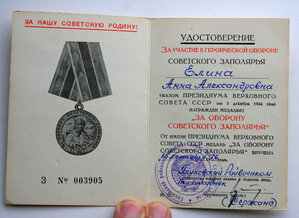 ЗА НАШУ СОВЕТСКУЮ РОДИНУ!
З № 003905
УДОСТОВЕРЕНИЕ
ЗА УЧАСТИЕ В ГЕРОИЧЕСКОЙ ОБОРОНЕ
СОВЕТСКОГО ЗАПОЛЯРЬЯ
Елина
Анна Александровна
УКАЗОМ ПРЕЗИДИУМА ВЕРХОВНОГО
СОВЕТА СССР от 5 декабря 1944 года
НАГРАЖДЕН МЕДАЛЬЮ
„ЗА ОБОРОНУ
СОВЕТСКОГО ЗАПОЛЯРЬЯ“
От имени ПРЕЗИДИУМА ВЕРХОВНОГО
СОВЕТА СССР медаль „ЗА ОБОРОНУ
СОВЕТСКОГО ЗАПОЛЯРЬЯ“ ВРУЧЕНА